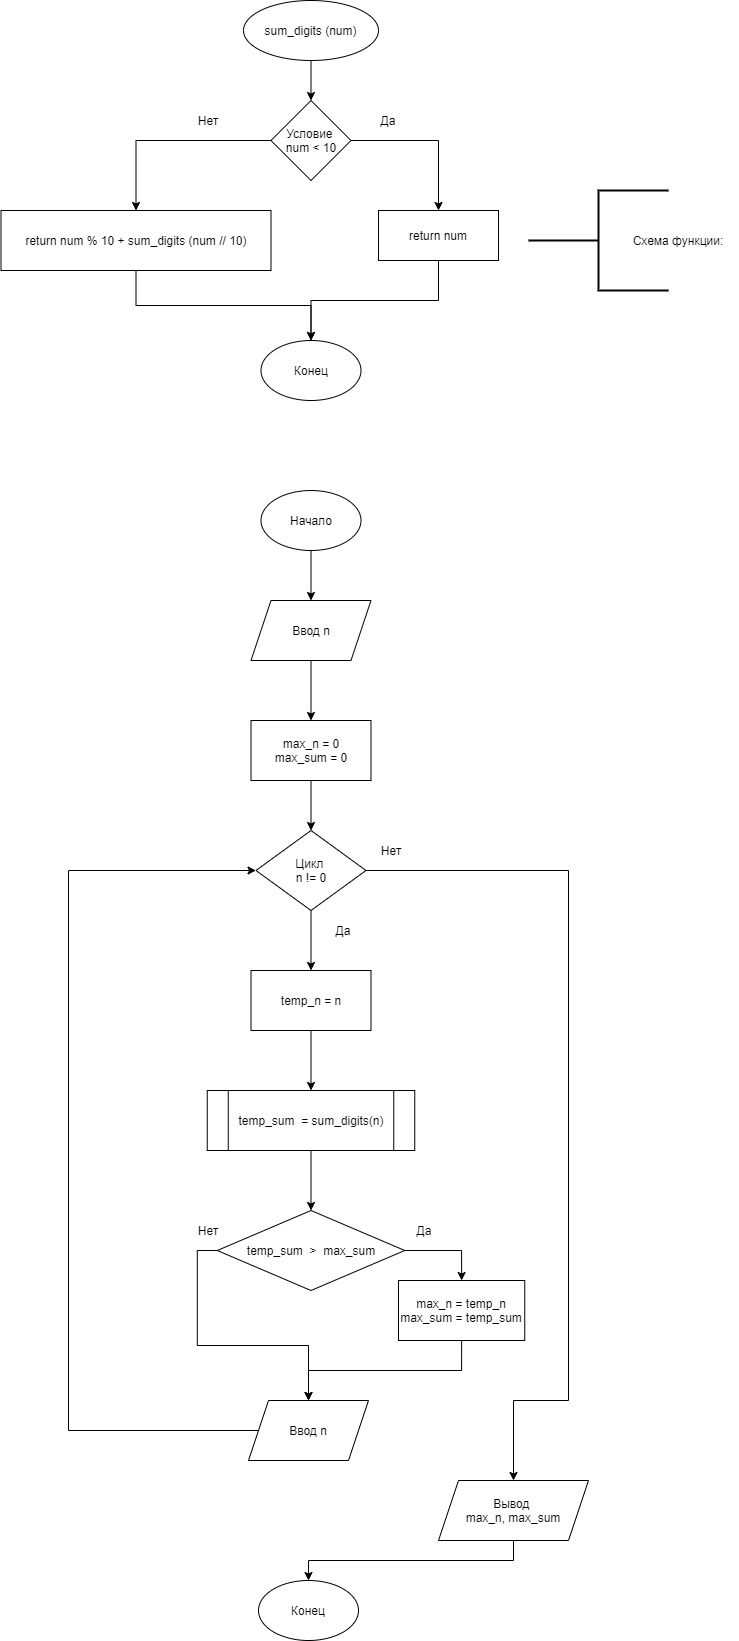 sum_digits (num)
Нет
Да
Условие
num < 10
return num % 10 + sum_digits (num // 10)
return num
Схема функции:
Конец
Начало
Ввод n
max_n = 0
max_sum = 0
Цикл
n != 0
Нет
Да
temp_n = n
temp_sum = sum_digits(n)
Нет
Да
temp_sum > max_sum
max_n = temp_n
max_sum = temp_sum
Ввод n
Вывод
max_n, max_sum
Конец